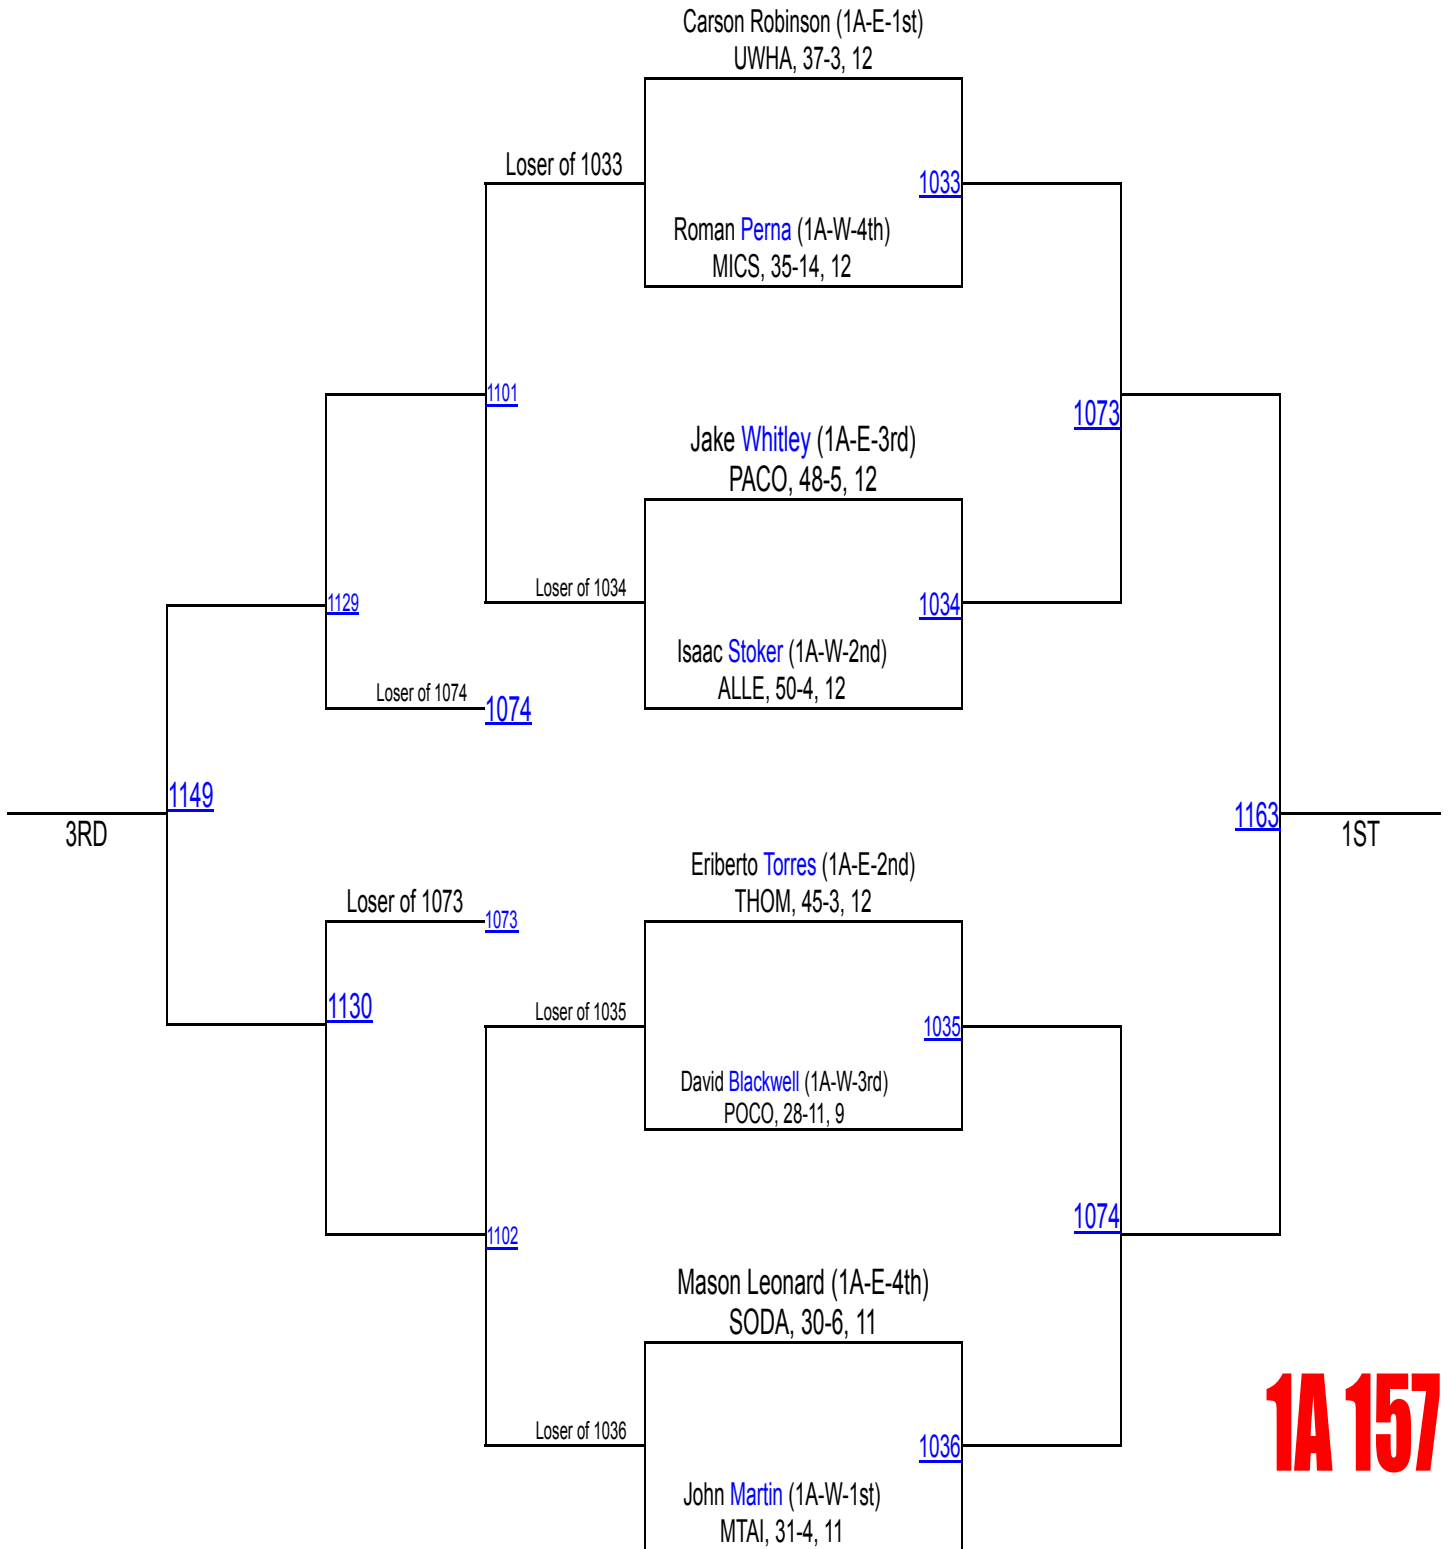 Carson Robinson (1A-E-1st)
UWHA, 37-3, 12
Loser of 1033
1033
Roman Perna (1A-W-4th)
MICS, 35-14, 12
1101
1073
Jake Whitley (1A-E-3rd)
PACO, 48-5, 12
Loser of 1034
1034
1129
Isaac Stoker (1A-W-2nd)
ALLE, 50-4, 12
Loser of 1074
1074
1149
3RD
1163
1ST
Eriberto Torres (1A-E-2nd)
THOM, 45-3, 12
Loser of 1073
1073
1130
Loser of 1035
1035
David Blackwell (1A-W-3rd)
POCO, 28-11, 9
1102
1074
Mason Leonard (1A-E-4th)
SODA, 30-6, 11
Loser of 1036
1036
1A 157
John Martin (1A-W-1st)
MTAI, 31-4, 11